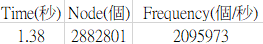 Time(秒) Node(個) Frequency(個/秒)
1.38 2882801 2095973